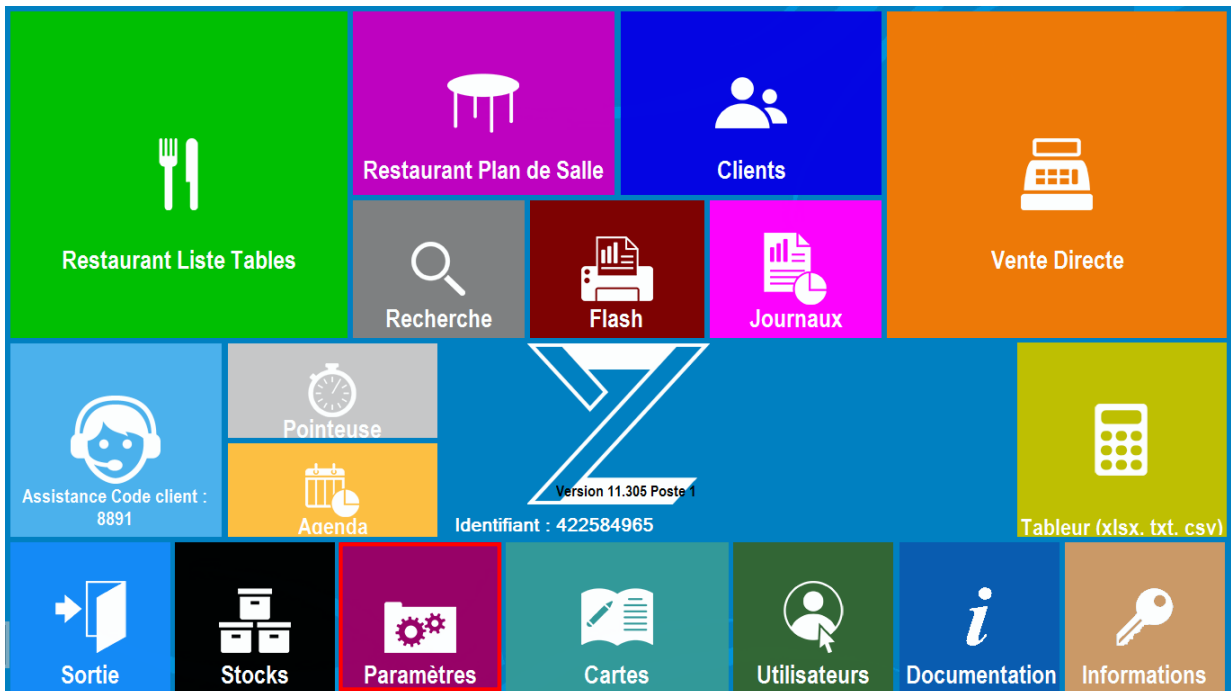 Restaurant Plan de Salle
Clients
Restaurant Liste Tables
Vente Directe
Recherche
Flash
Journaux
Pointeuse
Assistance Code client :
8891
Agenda
Version 11.305 Poste 1
Identifiant : 422584965
Tableur (xlsx, txt, csv)
Sortie
Stocks
Paramètres
Cartes
Utilisateurs
Documentation
Informations